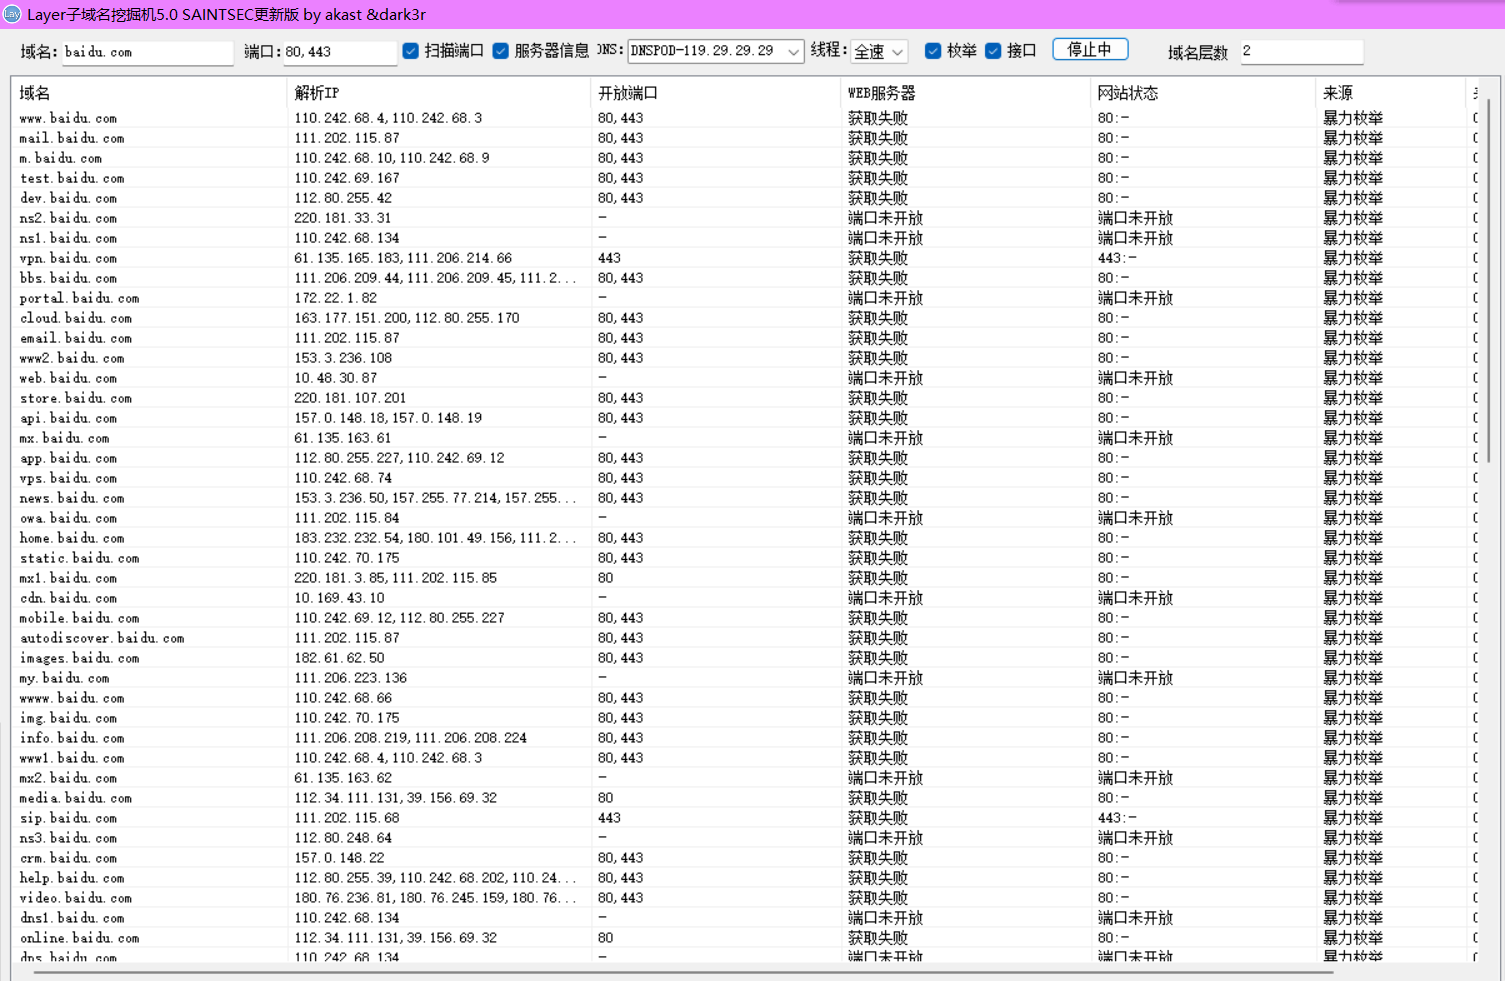 Lay Layer子域名挖掘机5.0 SAINTSEC更新版 by akast &dark3r
域名: baidu.com 端口: 80,443 扫描端口 服务器信息 DNS: DNSPOD-119.29.29.29 线程: 全速 枚举 接口 停止中 域名层数 2
域名 解析IP 开放端口 WEB服务器 网站状态 来源
www.baidu.com 110.242.68.4,110.242.68.3 80,443 获取失败 80:- 暴力枚举
mail.baidu.com 111.202.115.87 80,443 获取失败 80:- 暴力枚举
m.baidu.com 110.242.68.10,110.242.68.9 80,443 获取失败 80:- 暴力枚举
test.baidu.com 110.242.69.167 80,443 获取失败 80:- 暴力枚举
dev.baidu.com 112.80.255.42 80,443 获取失败 80:- 暴力枚举
ns2.baidu.com 220.181.33.31 - 端口未开放 端口未开放 暴力枚举
ns1.baidu.com 110.242.68.134 - 端口未开放 端口未开放 暴力枚举
vpn.baidu.com 61.135.165.183,111.206.214.66 443 获取失败 443:- 暴力枚举
bbs.baidu.com 111.206.209.44,111.206.209.45,111.2... 80,443 获取失败 80:- 暴力枚举
portal.baidu.com 172.22.1.82 - 端口未开放 端口未开放 暴力枚举
cloud.baidu.com 163.177.151.200,112.80.255.170 80,443 获取失败 80:- 暴力枚举
email.baidu.com 111.202.115.87 80,443 获取失败 80:- 暴力枚举
www2.baidu.com 153.3.236.108 80,443 获取失败 80:- 暴力枚举
web.baidu.com 10.48.30.87 - 端口未开放 端口未开放 暴力枚举
store.baidu.com 220.181.107.201 80,443 获取失败 80:- 暴力枚举
api.baidu.com 157.0.148.18,157.0.148.19 80,443 获取失败 80:- 暴力枚举
mx.baidu.com 61.135.163.61 - 端口未开放 端口未开放 暴力枚举
app.baidu.com 112.80.255.227,110.242.69.12 80,443 获取失败 80:- 暴力枚举
vps.baidu.com 110.242.68.74 80,443 获取失败 80:- 暴力枚举
news.baidu.com 153.3.236.50,157.255.77.214,157.255... 80,443 获取失败 80:- 暴力枚举
owa.baidu.com 111.202.115.84 - 端口未开放 端口未开放 暴力枚举
home.baidu.com 183.232.232.54,180.101.49.156,111.2... 80,443 获取失败 80:- 暴力枚举
static.baidu.com 110.242.70.175 80,443 获取失败 80:- 暴力枚举
mx1.baidu.com 220.181.3.85,111.202.115.85 80 获取失败 80:- 暴力枚举
cdn.baidu.com 10.169.43.10 - 端口未开放 端口未开放 暴力枚举
mobile.baidu.com 110.242.69.12,112.80.255.227 80,443 获取失败 80:- 暴力枚举
autodiscover.baidu.com 111.202.115.87 80,443 获取失败 80:- 暴力枚举
images.baidu.com 182.61.62.50 80,443 获取失败 80:- 暴力枚举
my.baidu.com 111.206.223.136 - 端口未开放 端口未开放 暴力枚举
wwww.baidu.com 110.242.68.66 80,443 获取失败 80:- 暴力枚举
img.baidu.com 110.242.70.175 80,443 获取失败 80:- 暴力枚举
info.baidu.com 111.206.208.219,111.206.208.224 80,443 获取失败 80:- 暴力枚举
www1.baidu.com 110.242.68.4,110.242.68.3 80,443 获取失败 80:- 暴力枚举
mx2.baidu.com 61.135.163.62 - 端口未开放 端口未开放 暴力枚举
media.baidu.com 112.34.111.131,39.156.69.32 80 获取失败 80:- 暴力枚举
sip.baidu.com 111.202.115.68 443 获取失败 443:- 暴力枚举
ns3.baidu.com 112.80.248.64 - 端口未开放 端口未开放 暴力枚举
crm.baidu.com 157.0.148.22 80,443 获取失败 80:- 暴力枚举
help.baidu.com 112.80.255.39,110.242.68.202,110.24... 80,443 获取失败 80:- 暴力枚举
video.baidu.com 180.76.236.81,180.76.245.159,180.76... 80,443 获取失败 80:- 暴力枚举
dns1.baidu.com 110.242.68.134 - 端口未开放 端口未开放 暴力枚举
online.baidu.com 112.34.111.131,39.156.69.32 80 获取失败 80:- 暴力枚举
dns.baidu.com 110.242.68.134 - 端口未开放 端口未开放 暴力枚举